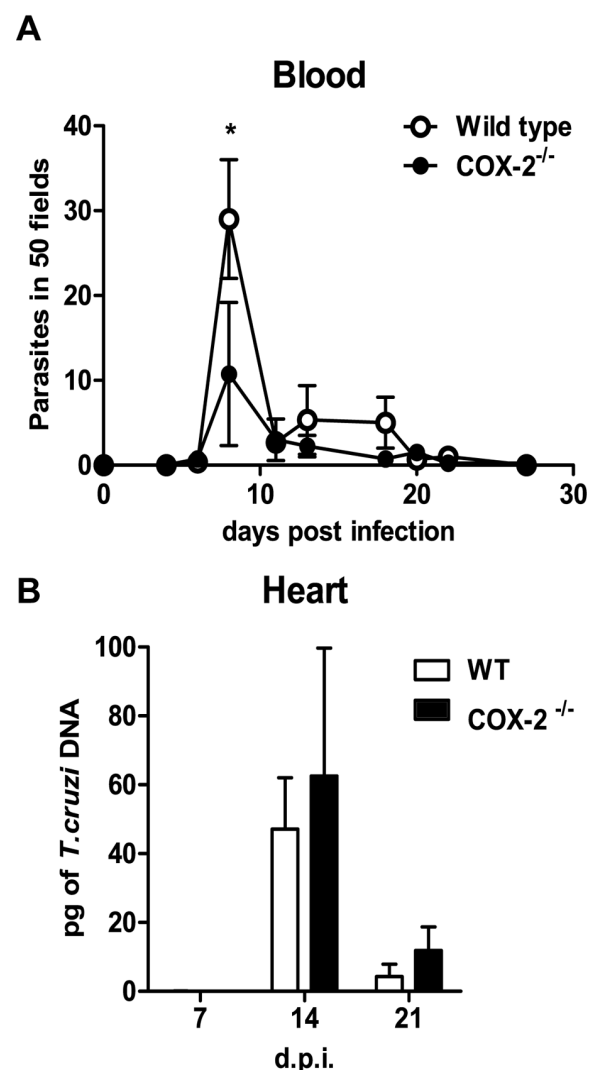 A
Blood
*
Wild type
COX-2-/-
Parasites in 50 fields
40
30
20
10
0
0 10 20 30
days post infection
B
Heart
WT
COX-2 -/-
pg of T.cruzi DNA
100
80
60
40
20
0
7 14 21
d.p.i.